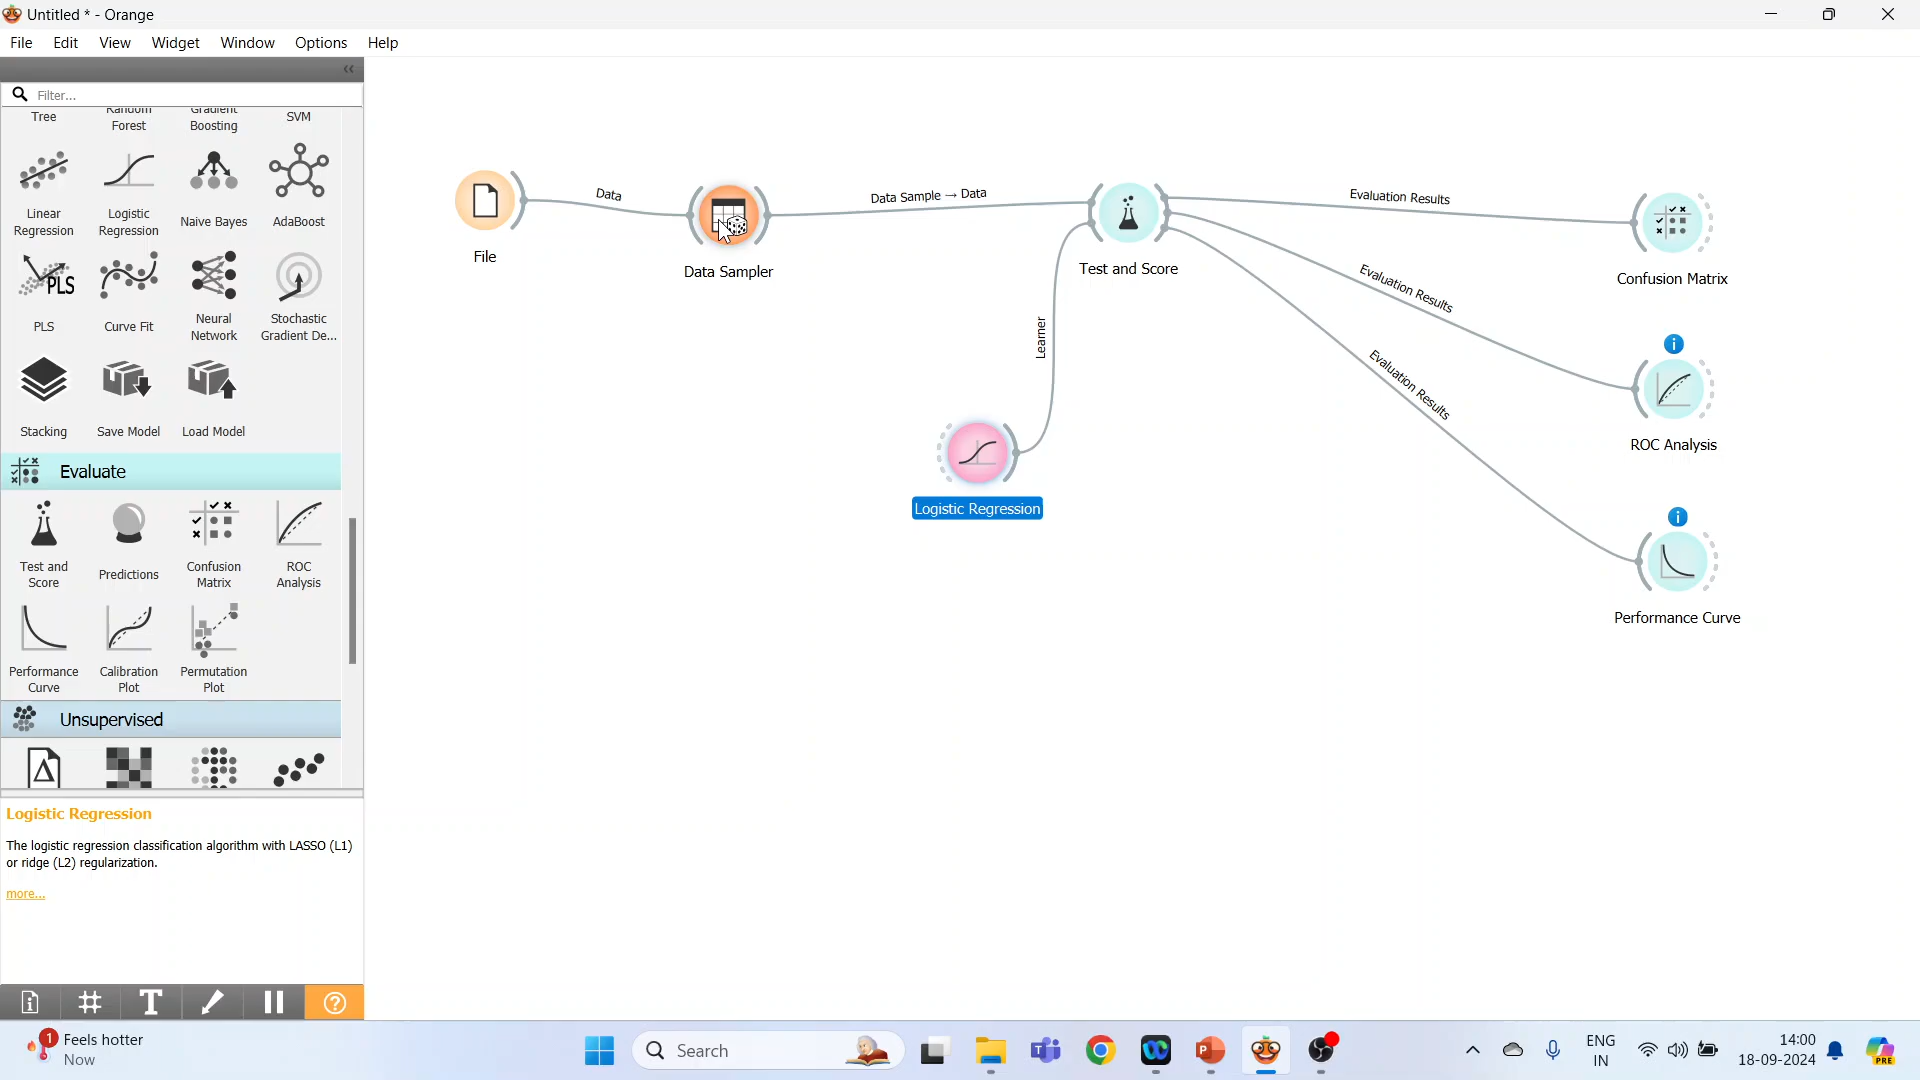 Untitled * - Orange
File Edit View Widget Window Options Help
Filter...
Tree Random Forest Gradient Boosting SVM
Linear Regression Logistic Regression Naive Bayes AdaBoost
PLS
PLS Curve Fit Neural Network Stochastic Gradient De...
Stacking Save Model Load Model
Evaluate
Test and Score Predictions Confusion Matrix ROC Analysis
Performance Curve Calibration Plot Permutation Plot
Unsupervised
Logistic Regression
The logistic regression classification algorithm with LASSO (L1)
or ridge (L2) regularization.
more...
File
Data
Data Sampler
Data Sample → Data
Test and Score
Learner
Logistic Regression
Evaluation Results
Confusion Matrix
Evaluation Results
ROC Analysis
Evaluation Results
Performance Curve
1
Feels hotter
Now
Search
ENG
IN
14:00
18-09-2024
PRE